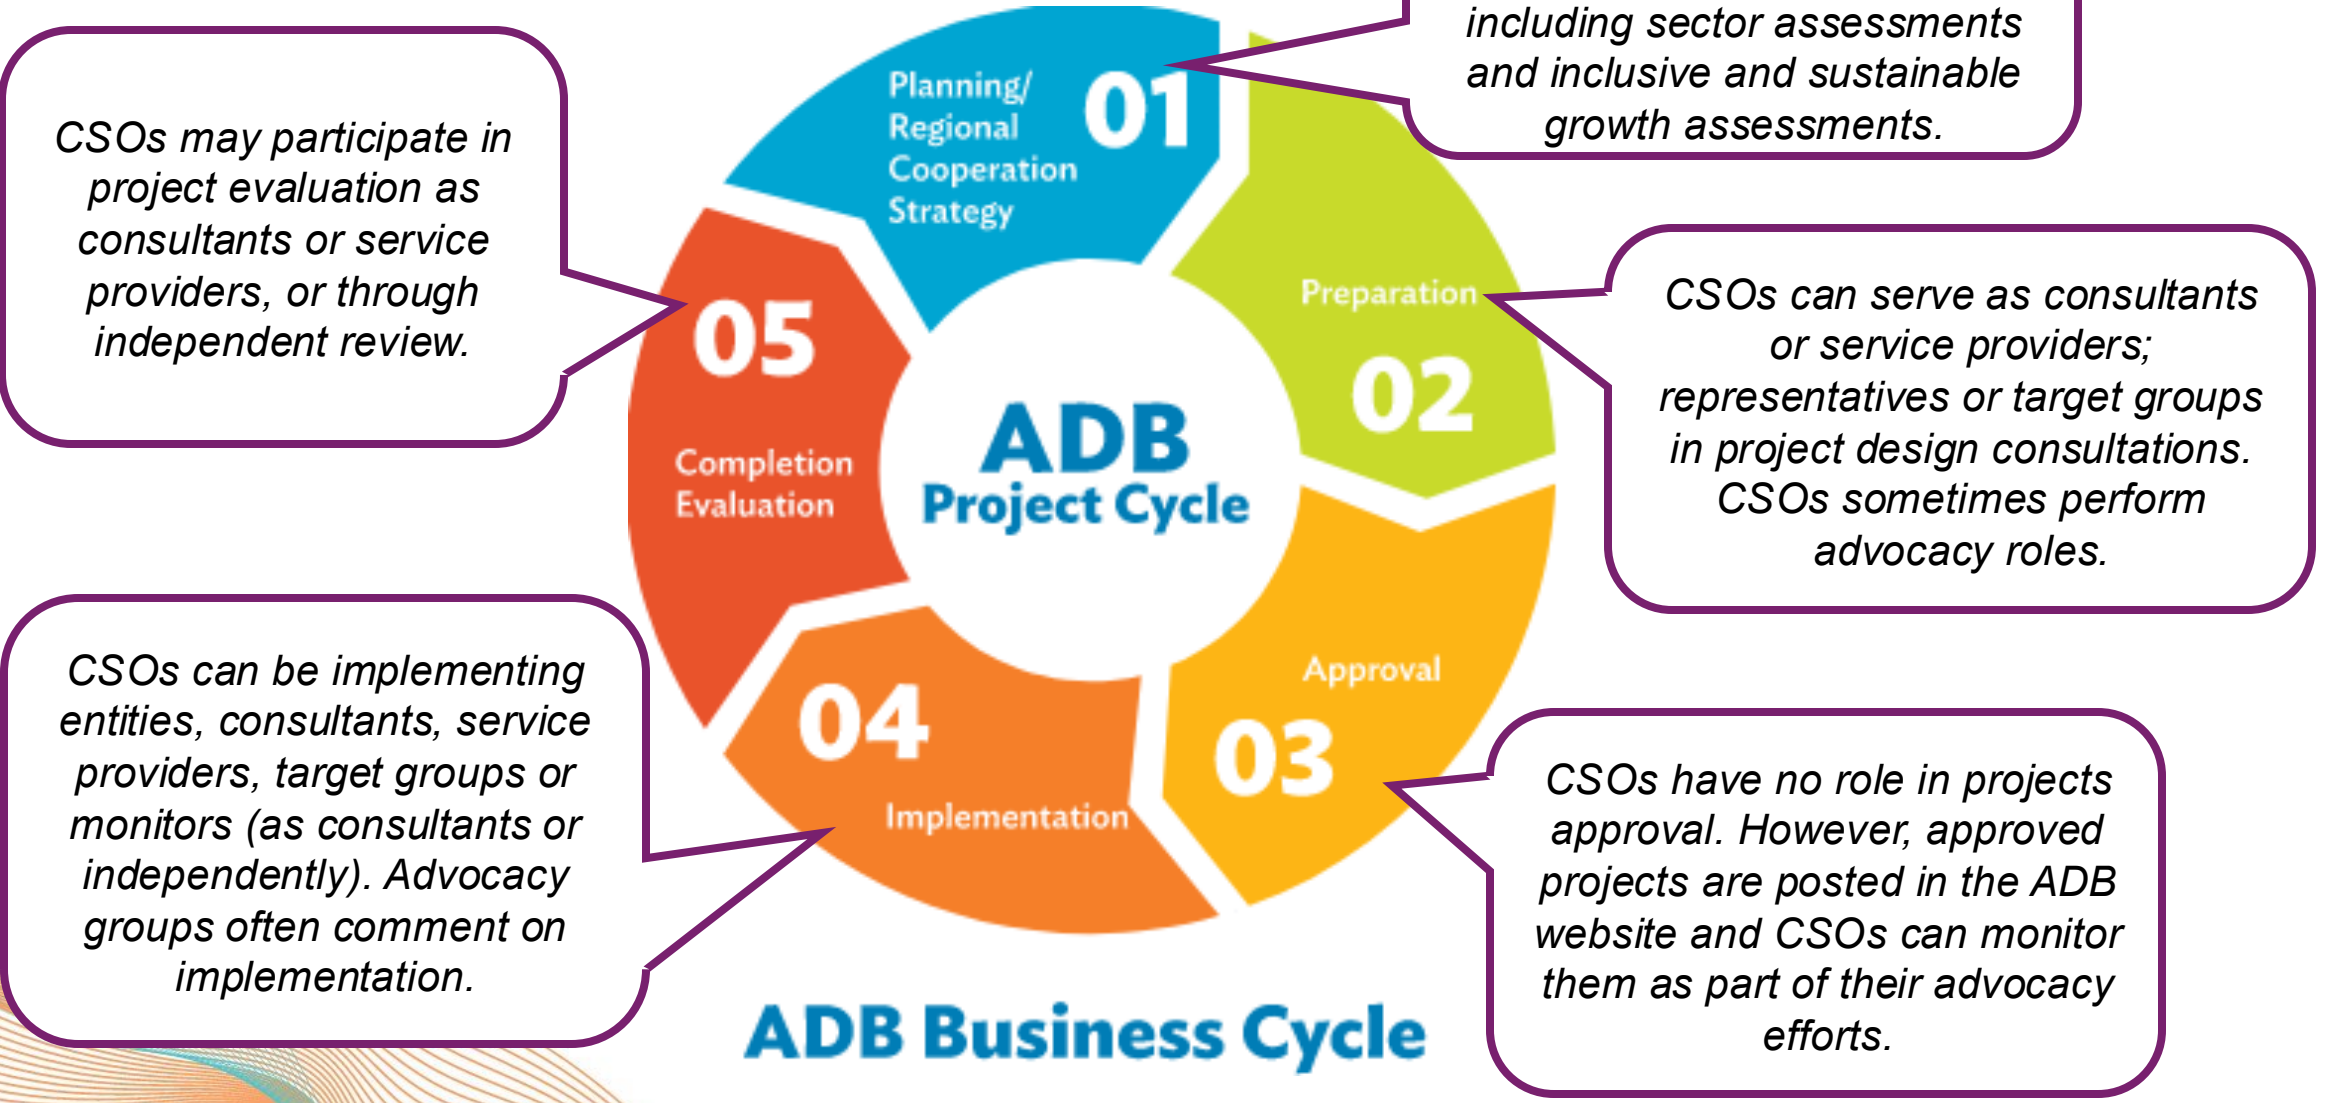 including sector assessments
and inclusive and sustainable
growth assessments.
Planning/
Regional
Cooperation
Strategy
01
CSOs may participate in
project evaluation as
consultants or service
providers, or through
independent review.
Preparation
02
CSOs can serve as consultants
or service providers;
representatives or target groups
in project design consultations.
CSOs sometimes perform
advocacy roles.
05
Completion
Evaluation
ADB
Project Cycle
Approval
03
CSOs have no role in projects
approval. However, approved
projects are posted in the ADB
website and CSOs can monitor
them as part of their advocacy
efforts.
04
Implementation
CSOs can be implementing
entities, consultants, service
providers, target groups or
monitors (as consultants or
independently). Advocacy
groups often comment on
implementation.
ADB Business Cycle